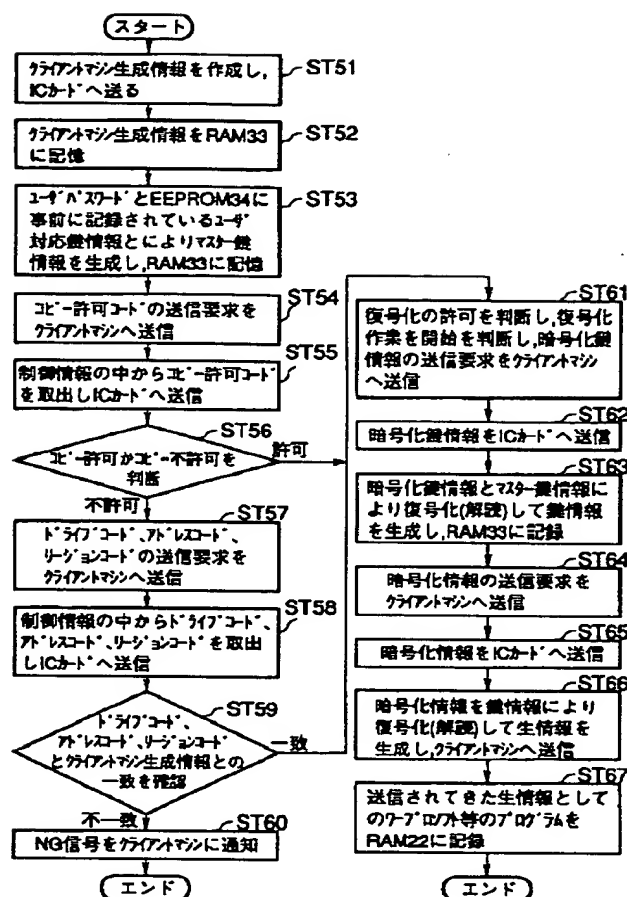 スタート
クライアントマシン生成情報を作成し,
ICカードへ送る
ST51
クライアントマシン生成情報をRAM33
に記憶
ST52
ユーザパスワードとEEPROM34に
事前に記録されているユーザ
対応鍵情報とによりマスター鍵
情報を生成し,RAM33に記憶
ST53
コピー許可コードの送信要求を
クライアントマシンへ送信
ST54
制御情報の中からコピー許可コード
を取出しICカードへ送信
ST55
コピー許可かコピー不許可を
判断
ST56
許可
不許可
ドライブコード、アドレスコード、
リージョンコードの送信要求を
クライアントマシンへ送信
ST57
制御情報の中からドライブコード、
アドレスコード、リージョンコードを取出
しICカードへ送信
ST58
ドライブコード、
アドレスコード、リージョンコード
とクライアントマシン生成情報との
一致を確認
ST59
一致
不一致
NG信号をクライアントマシンに通知
ST60
エンド
復号化の許可を判断し,復号化
作業を開始を判断し,暗号化鍵
情報の送信要求をクライアントマシン
へ送信
ST61
暗号化鍵情報をICカードへ送信
ST62
暗号化鍵情報とマスター鍵情報に
より復号化(解読)して鍵情報
を生成し,RAM33に記録
ST63
暗号化情報の送信要求を
クライアントマシンへ送信
ST64
暗号化情報をICカードへ送信
ST65
暗号化情報を鍵情報により
復号化(解読)して生情報を
生成し,クライアントマシンへ送信
ST66
送信されてきた生情報として
のワープロソフト等のプログラムを
RAM22に記録
ST67
エンド